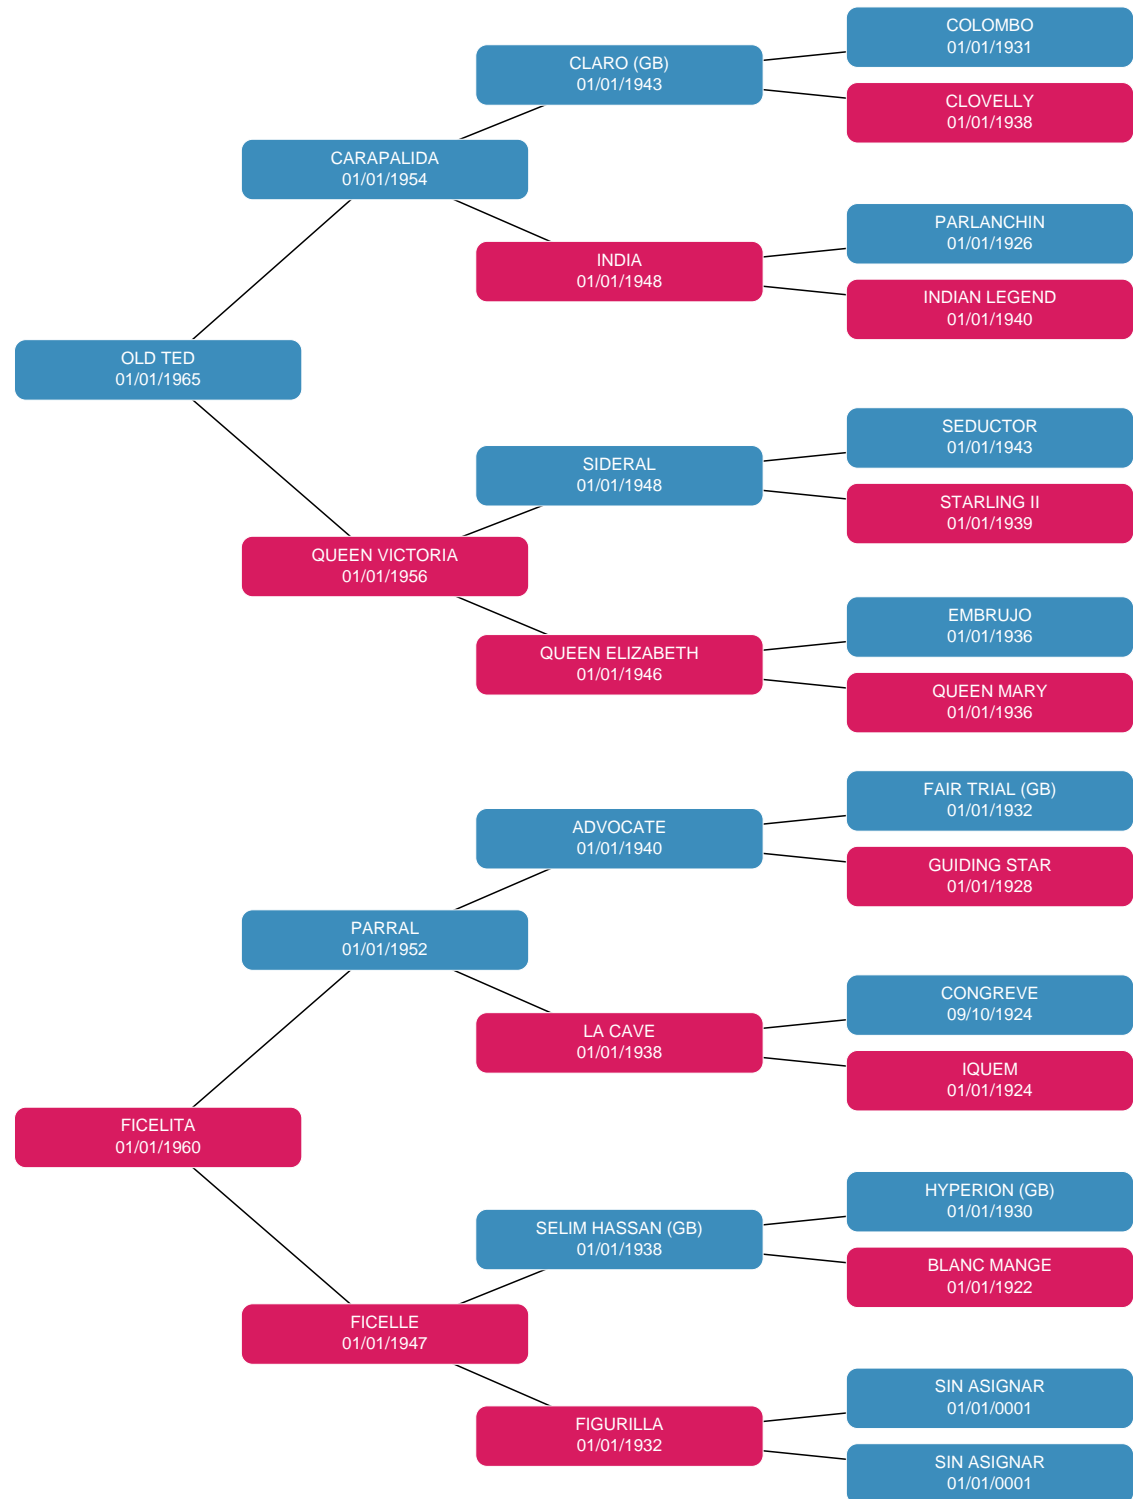 COLOMBO
01/01/1931
CLARO (GB)
01/01/1943
CLOVELLY
01/01/1938
CARAPALIDA
01/01/1954
PARLANCHIN
01/01/1926
INDIA
01/01/1948
INDIAN LEGEND
01/01/1940
OLD TED
01/01/1965
SEDUCTOR
01/01/1943
SIDERAL
01/01/1948
STARLING II
01/01/1939
QUEEN VICTORIA
01/01/1956
EMBRUJO
01/01/1936
QUEEN ELIZABETH
01/01/1946
QUEEN MARY
01/01/1936
FAIR TRIAL (GB)
01/01/1932
ADVOCATE
01/01/1940
GUIDING STAR
01/01/1928
PARRAL
01/01/1952
CONGREVE
09/10/1924
LA CAVE
01/01/1938
IQUEM
01/01/1924
FICELITA
01/01/1960
HYPERION (GB)
01/01/1930
SELIM HASSAN (GB)
01/01/1938
BLANC MANGE
01/01/1922
FICELLE
01/01/1947
SIN ASIGNAR
01/01/0001
FIGURILLA
01/01/1932
SIN ASIGNAR
01/01/0001